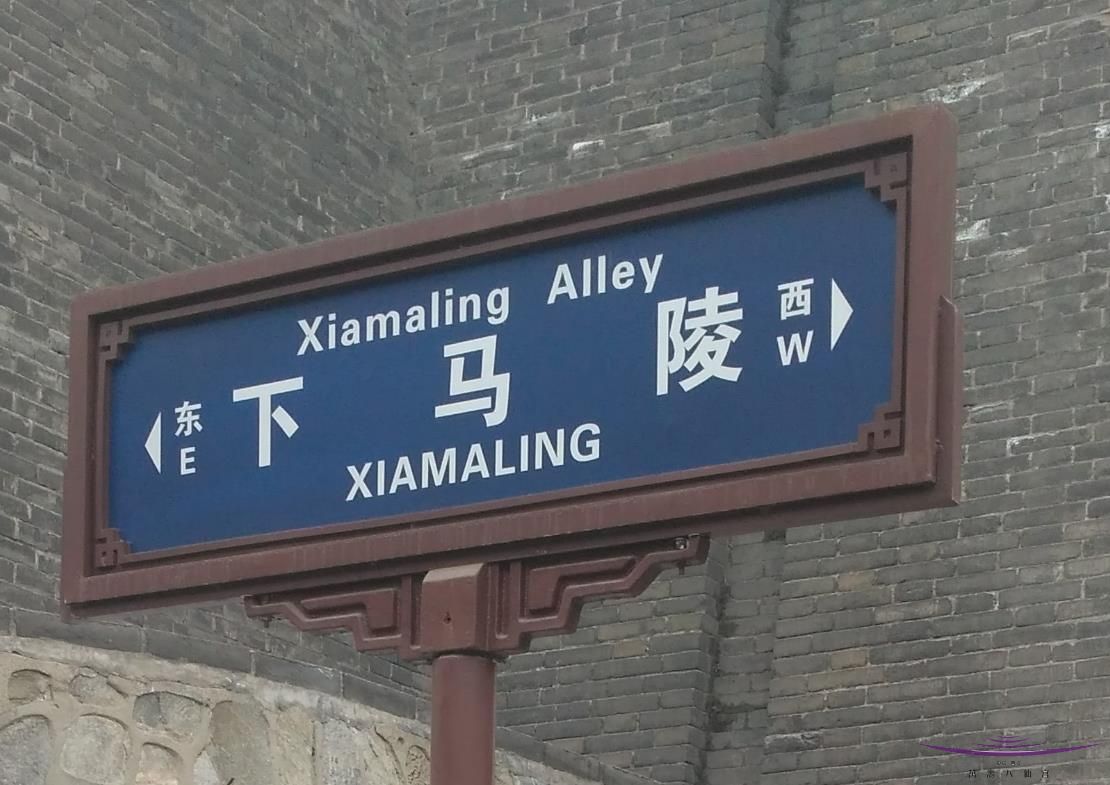 Xiamaling Alley
东 下马陵 西
E W
XIAMALING